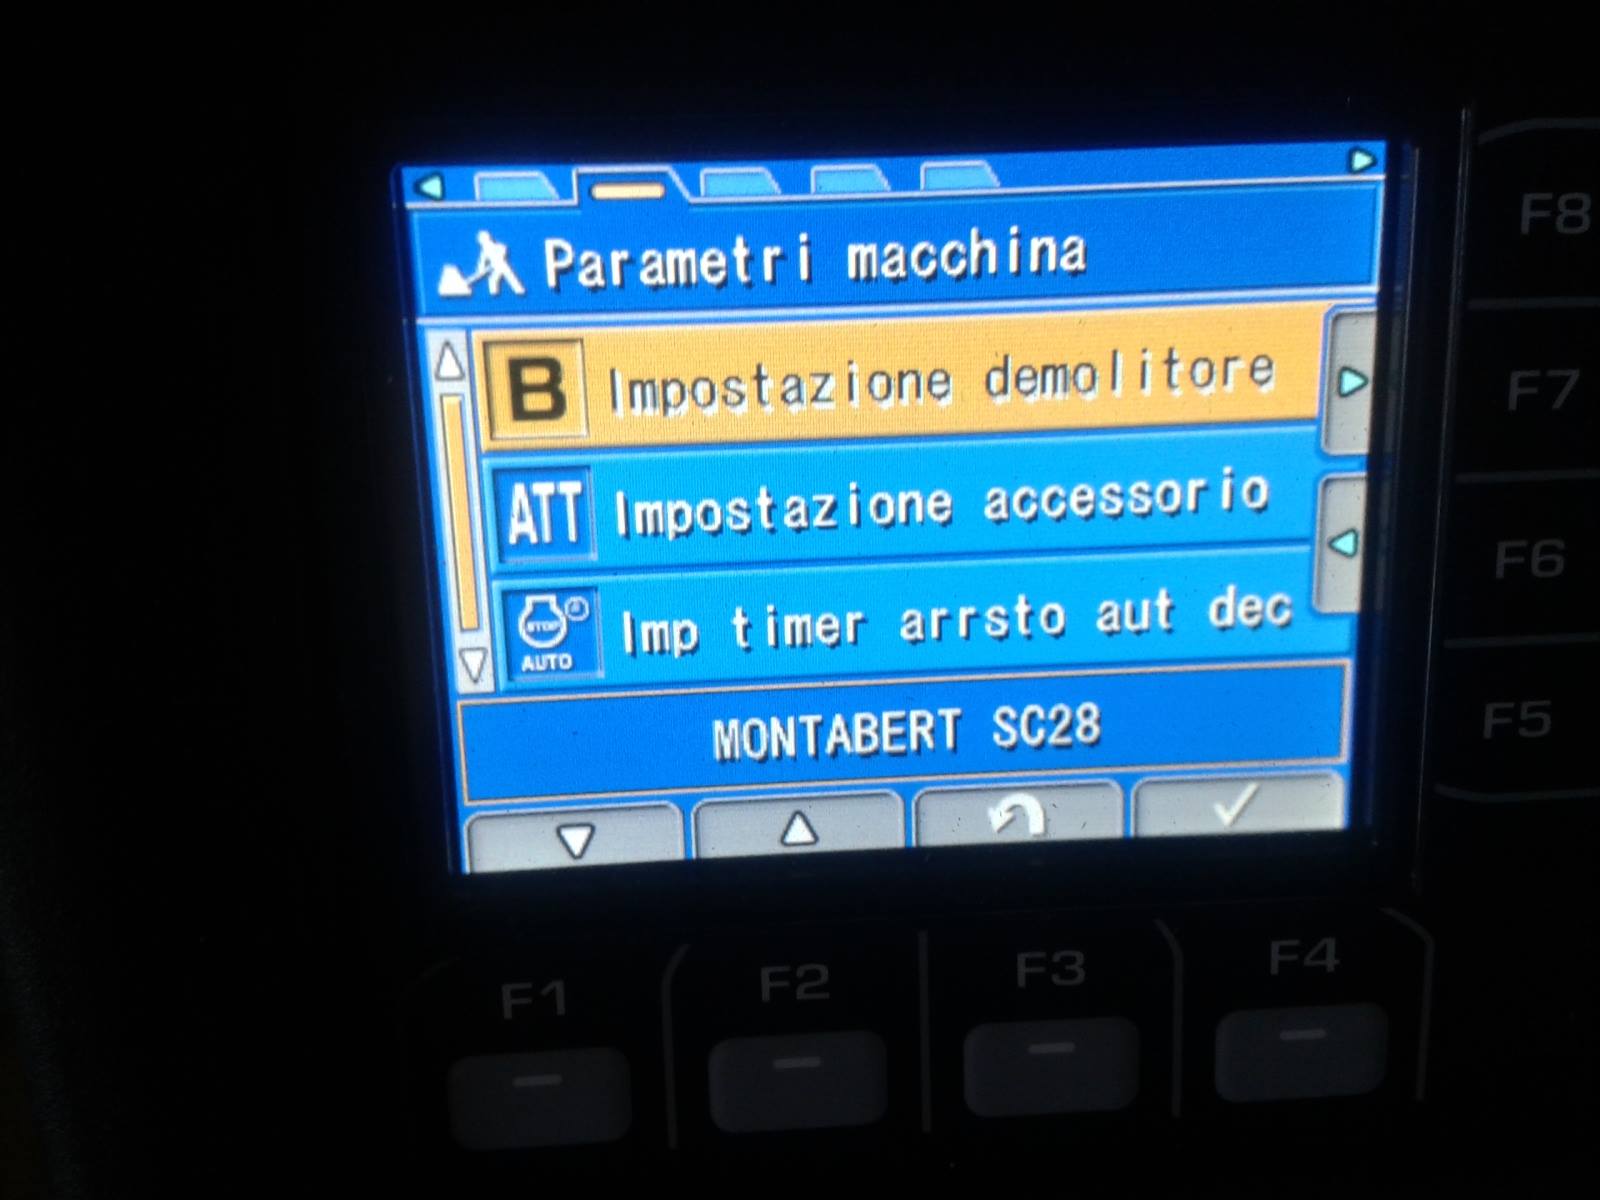 Parametri macchina
B Impostazione demolitore
ATT Impostazione accessorio
STOP AUTO Imp timer arrsto aut dec
MONTABERT SC28
F8
F7
F6
F5
F1 F2 F3 F4